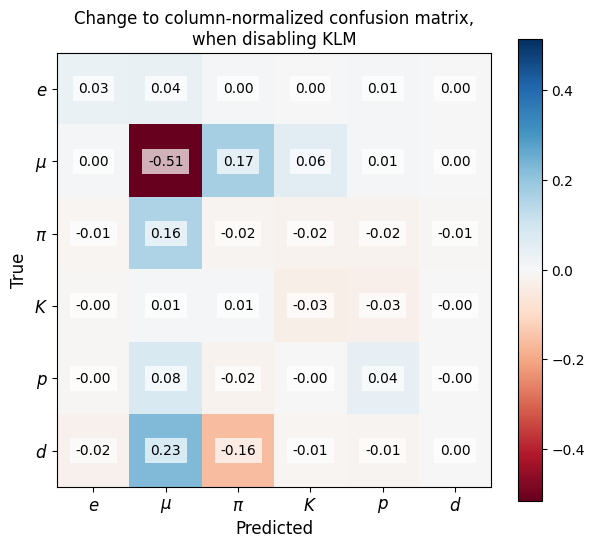 Change to column-normalized confusion matrix,
when disabling KLM
e 0.03 0.04 0.00 0.00 0.01 0.00
μ 0.00 -0.51 0.17 0.06 0.01 0.00
π -0.01 0.16 -0.02 -0.02 -0.02 -0.01
K -0.00 0.01 0.01 -0.03 -0.03 -0.00
p -0.00 0.08 -0.02 -0.00 0.04 -0.00
d -0.02 0.23 -0.16 -0.01 -0.01 0.00
e μ π K p d
Predicted
True
0.4
0.2
0.0
−0.2
−0.4